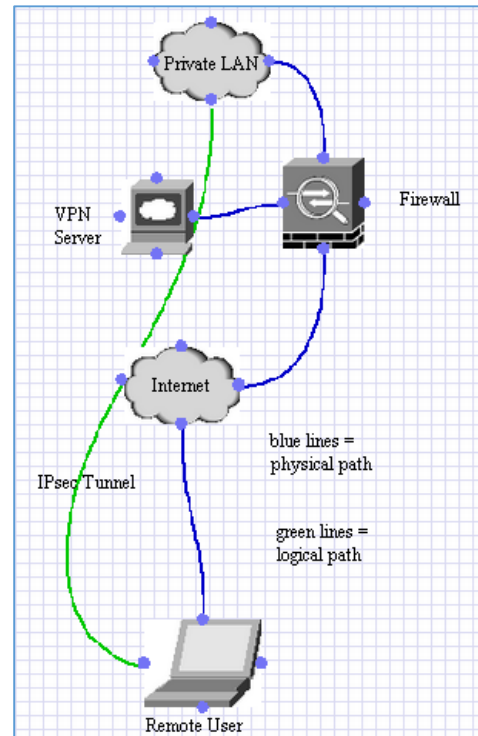 Private LAN
VPN
Server
Firewall
Internet
blue lines =
physical path
IPsec Tunnel
green lines =
logical path
Remote User